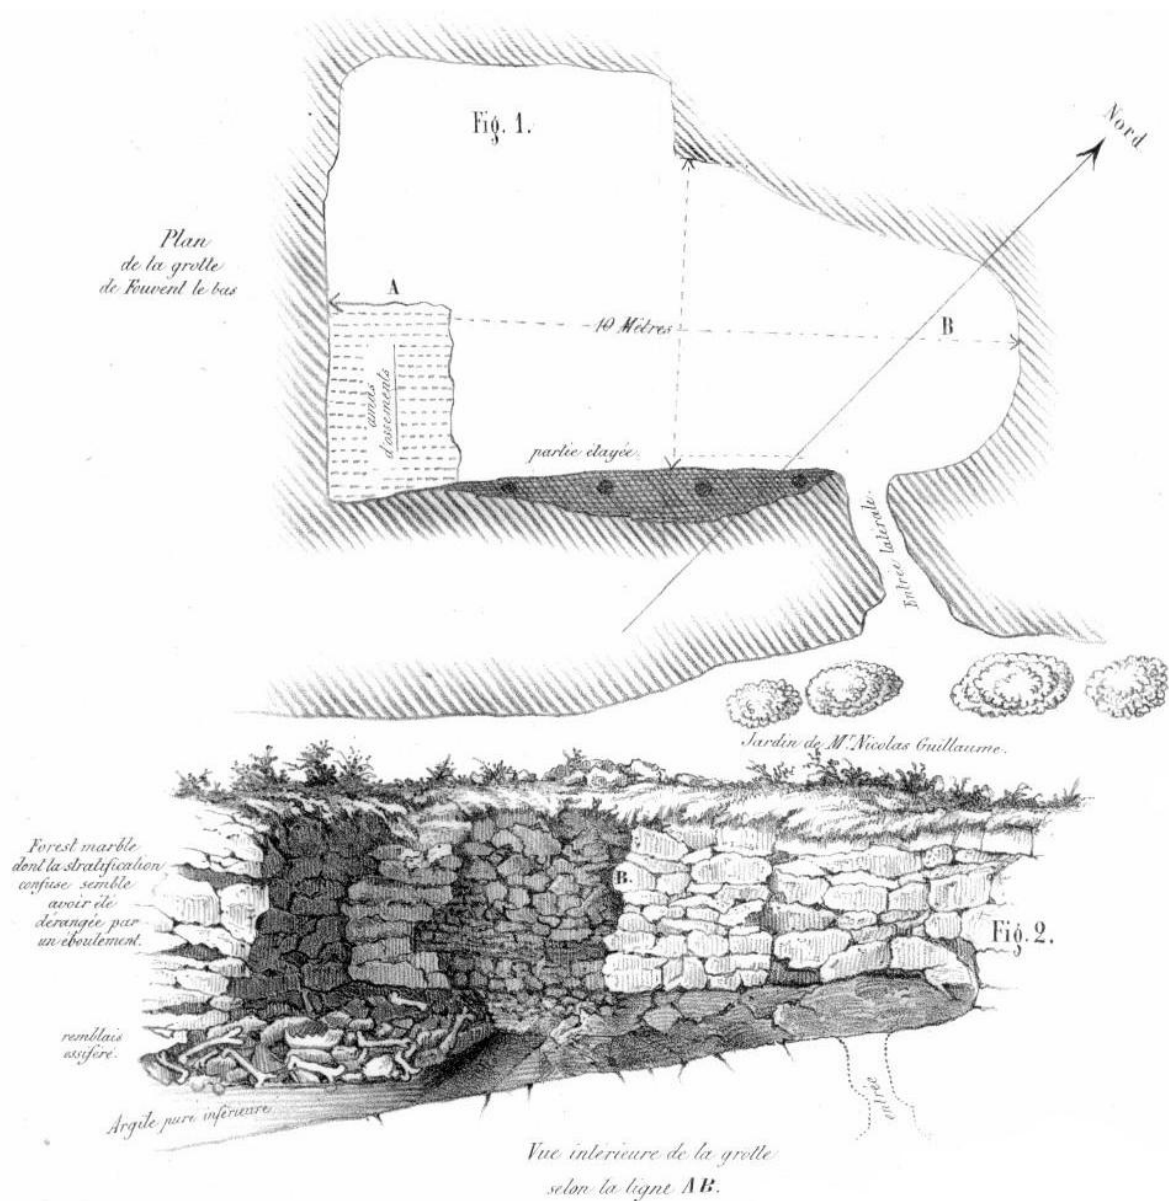 Fig. 1.
Nord
Plan
de la grotte
de Fouvent le bas
A
10 Mètres
B
amas
d'ossements
partie étayée.
Entrée latérale.
Jardin de Mr. Nicolas Guillaume.
Forest marble
dont la stratification
confuse semble
avoir été
dérangée par
un éboulement.
B.
Fig. 2.
remblais
ossiféré.
Argile pure inférieure
entrée
Vue intérieure de la grotte
selon la ligne AB.